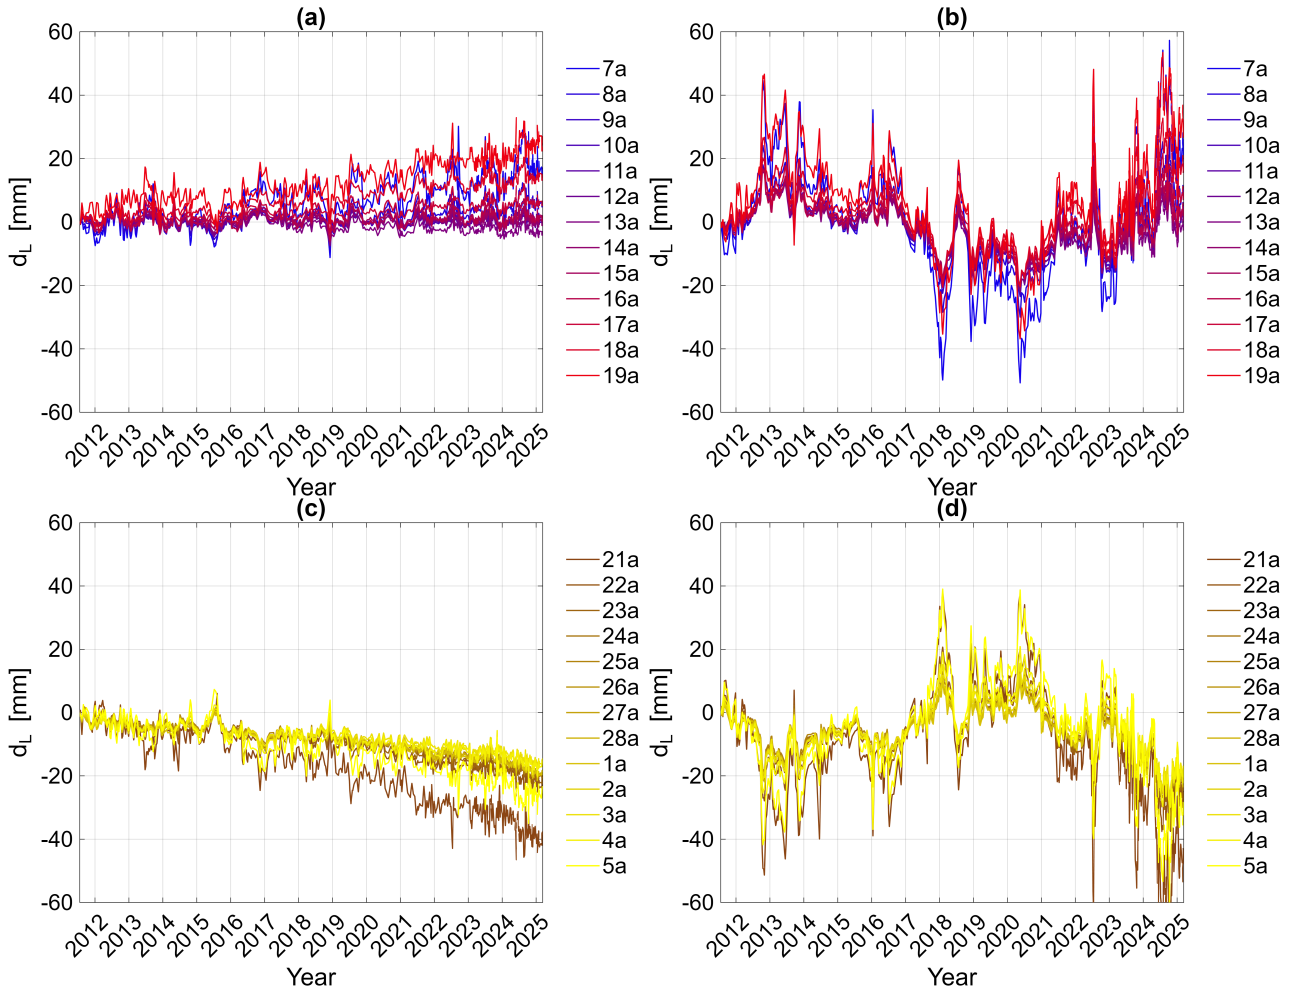 (a)
60
40
20
0
-20
-40
-60
d_L [mm]
2012
2013
2014
2015
2016
2017
2018
2019
2020
2021
2022
2023
2024
2025
Year
7a
8a
9a
10a
11a
12a
13a
14a
15a
16a
17a
18a
19a
(b)
60
40
20
0
-20
-40
-60
d_L [mm]
2012
2013
2014
2015
2016
2017
2018
2019
2020
2021
2022
2023
2024
2025
Year
7a
8a
9a
10a
11a
12a
13a
14a
15a
16a
17a
18a
19a
(c)
60
40
20
0
-20
-40
-60
d_L [mm]
2012
2013
2014
2015
2016
2017
2018
2019
2020
2021
2022
2023
2024
2025
Year
21a
22a
23a
24a
25a
26a
27a
28a
1a
2a
3a
4a
5a
(d)
60
40
20
0
-20
-40
-60
d_L [mm]
2012
2013
2014
2015
2016
2017
2018
2019
2020
2021
2022
2023
2024
2025
Year
21a
22a
23a
24a
25a
26a
27a
28a
1a
2a
3a
4a
5a